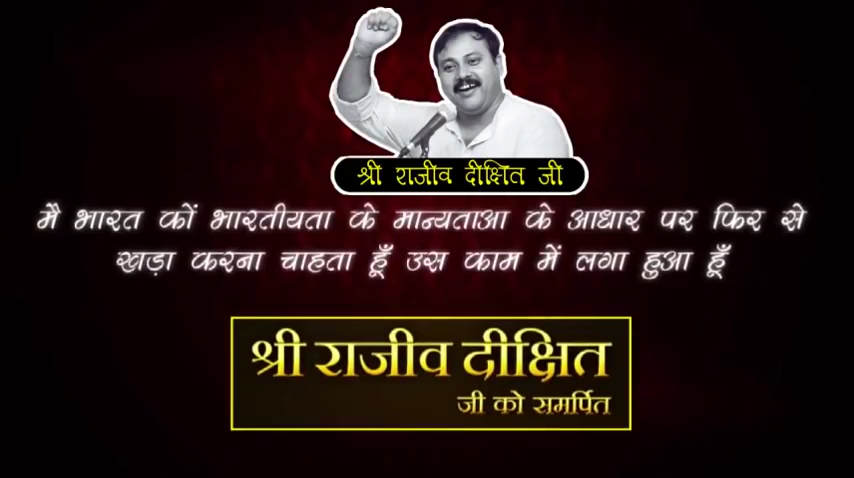 श्री राजीव दीक्षित जी
मै भारत कों भारतीयता के मान्यताआ के आधार पर फिर से
खड़ा करना चाहता हूँ उस काम में लगा हुआ हूँ
श्री राजीव दीक्षित
जी को समर्पित